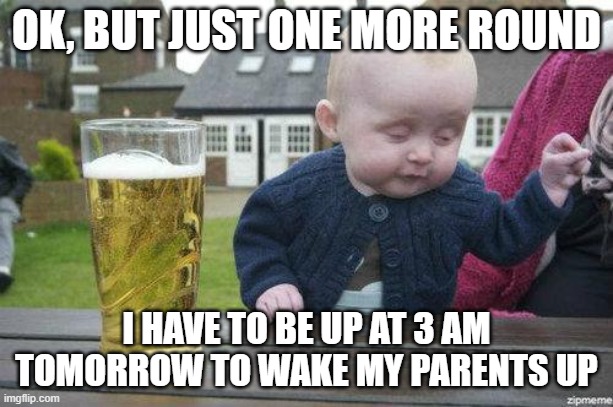 OK, BUT JUST ONE MORE ROUND
I HAVE TO BE UP AT 3 AM
TOMORROW TO WAKE MY PARENTS UP
imgflip.com
zipmeme